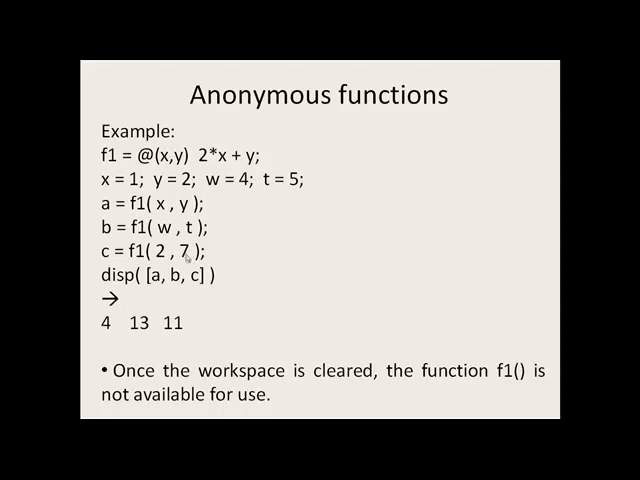 Anonymous functions
Example:
f1 = @(x,y) 2*x + y;
x = 1; y = 2; w = 4; t = 5;
a = f1( x , y );
b = f1( w , t );
c = f1( 2 , 7 );
disp( [a, b, c] )
→
4 13 11
• Once the workspace is cleared, the function f1() is
not available for use.